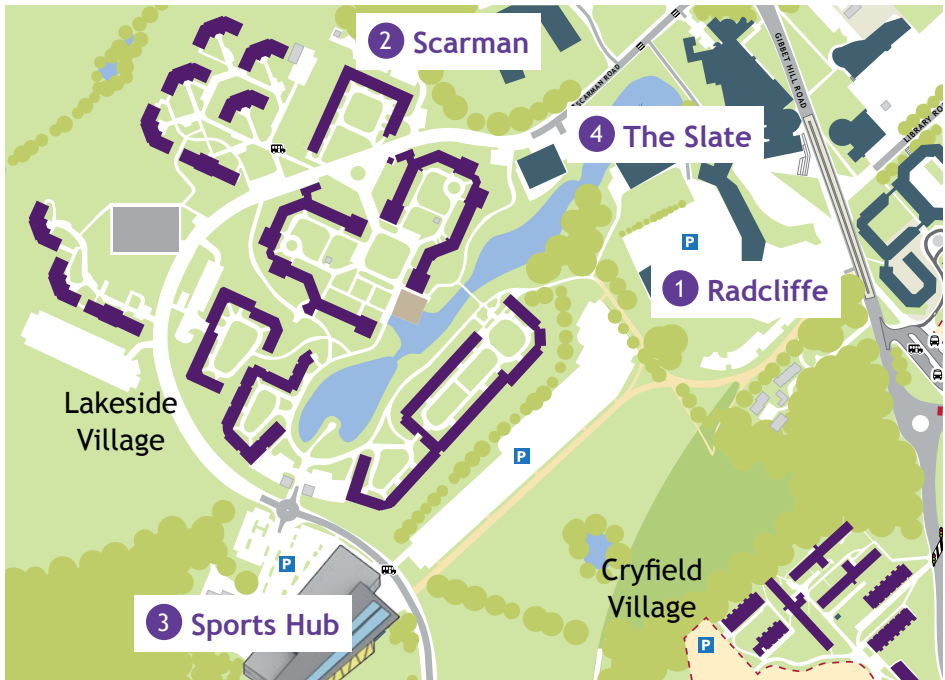 2 Scarman
SCARMAN ROAD
GIBBET HILL ROAD
4 The Slate
LIBRARY RO
P
1 Radcliffe
Lakeside
Village
P
P
Cryfield
Village
3 Sports Hub
P